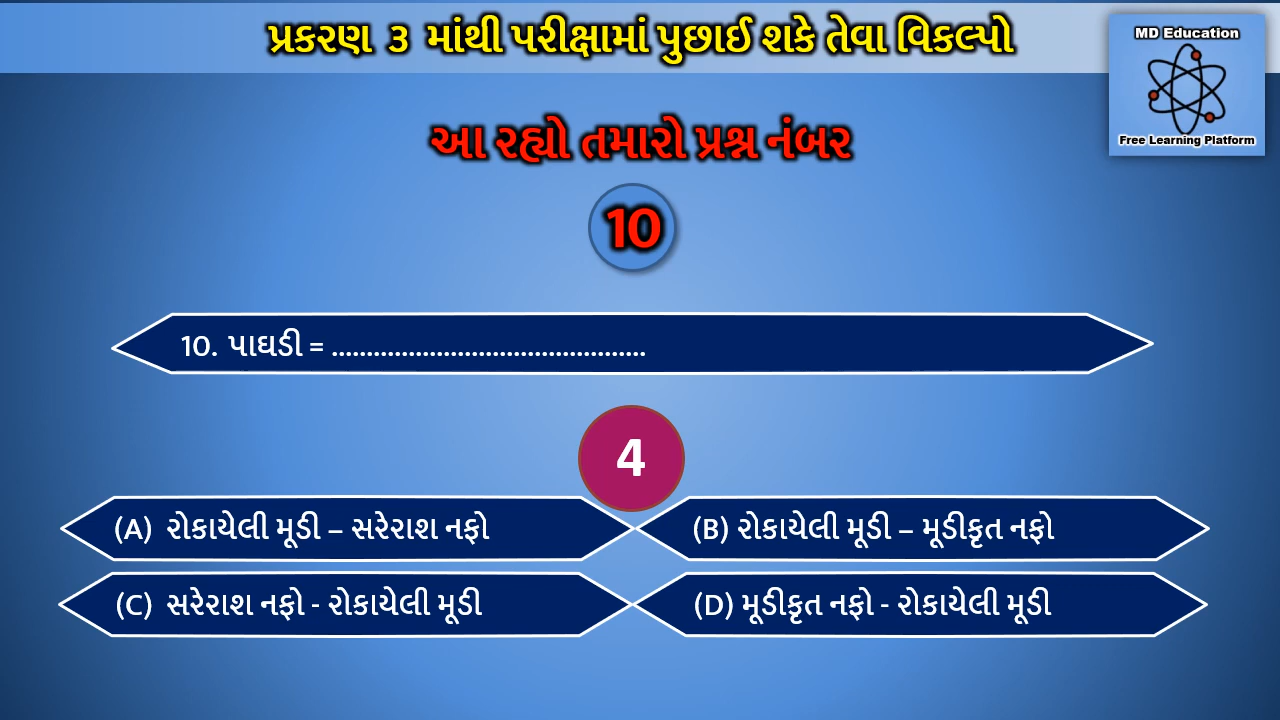 પ્રકરણ 3 માંથી પરીક્ષામાં પુછાઈ શકે તેવા વિકલ્પો
MD Education
Free Learning Platform
આ રહ્યો તમારો પ્રશ્ન નંબર
10
10. પાઘડી = .............................................
4
(A) રોકાયેલી મૂડી – સરેરાશ નફો
(B) રોકાયેલી મૂડી – મૂડીકૃત નફો
(C) સરેરાશ નફો - રોકાયેલી મૂડી
(D) મૂડીકૃત નફો - રોકાયેલી મૂડી